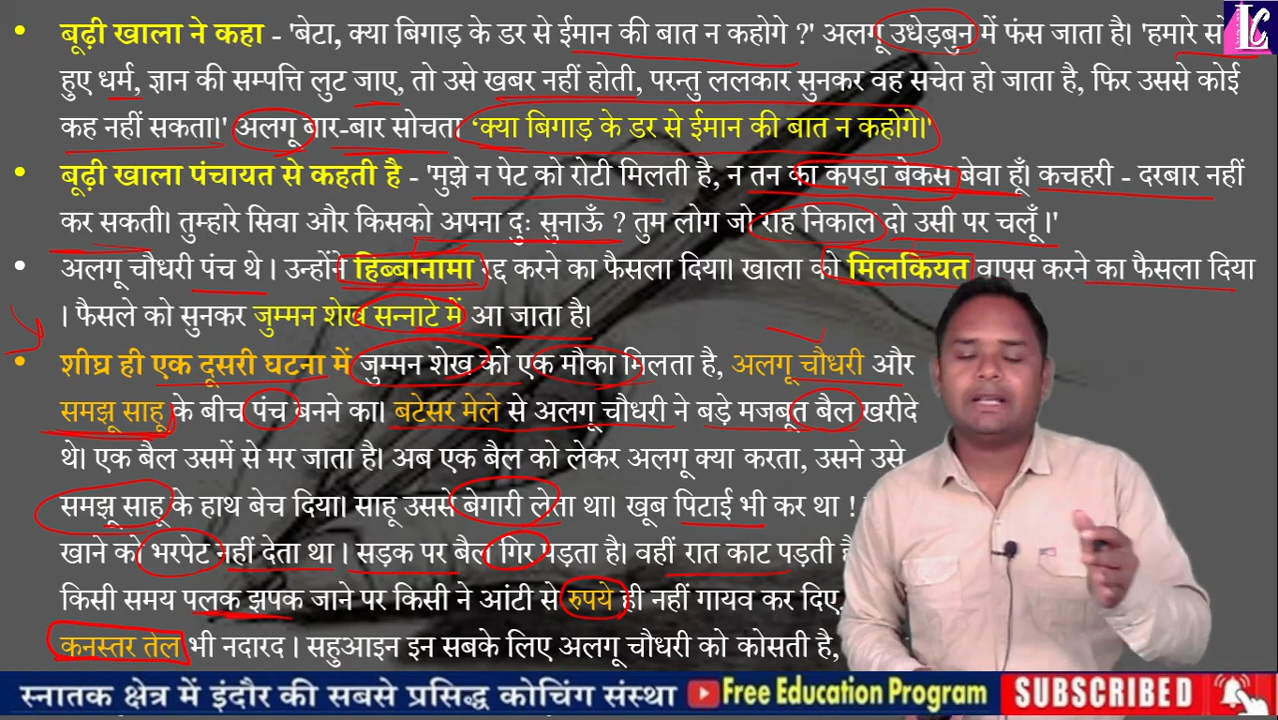 LC
• बूढ़ी खाला ने कहा - 'बेटा, क्या बिगाड़ के डर से ईमान की बात न कहोगे ?' अलगू उधेड़बुन में फंस जाता है। 'हमारे सो
हुए धर्म, ज्ञान की सम्पत्ति लुट जाए, तो उसे खबर नहीं होती, परन्तु ललकार सुनकर वह सचेत हो जाता है, फिर उससे कोई
कह नहीं सकता।' अलगू बार-बार सोचता 'क्या बिगाड़ के डर से ईमान की बात न कहोगे।'
• बूढ़ी खाला पंचायत से कहती है - 'मुझे न पेट को रोटी मिलती है, न तन का कपडा बेकस बेवा हूँ। कचहरी - दरबार नहीं
कर सकती। तुम्हारे सिवा और किसको अपना दुः सुनाऊँ ? तुम लोग जो राह निकाल दो उसी पर चलूँ।'
• अलगू चौधरी पंच थे। उन्होंने हिब्बानामा रद्द करने का फैसला दिया। खाला को मिलकियत वापस करने का फैसला दिया
। फैसले को सुनकर जुम्मन शेख सन्नाटे में आ जाता है।
• शीघ्र ही एक दूसरी घटना में जुम्मन शेख को एक मौका मिलता है, अलगू चौधरी और
समझू साहू के बीच पंच बनने का। बटेसर मेले से अलगू चौधरी ने बड़े मजबूत बैल खरीदे
थे। एक बैल उसमें से मर जाता है। अब एक बैल को लेकर अलगू क्या करता, उसने उसे
समझू साहू के हाथ बेच दिया। साहू उससे बेगारी लेता था। खूब पिटाई भी कर था !
खाने को भरपेट नहीं देता था । सड़क पर बैल गिर पड़ता है। वहीं रात काट पड़ती
किसी समय पलक झपक जाने पर किसी ने आंटी से रुपये ही नहीं गायव कर दिए,
कनस्तर तेल भी नदारद। सहुआइन इन सबके लिए अलगू चौधरी को कोसती है,
स्नातक क्षेत्र में इंदौर की सबसे प्रसिद्ध कोचिंग संस्था Free Education Program SUBSCRIBED